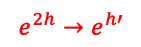 e^{2h} → e^{h′}